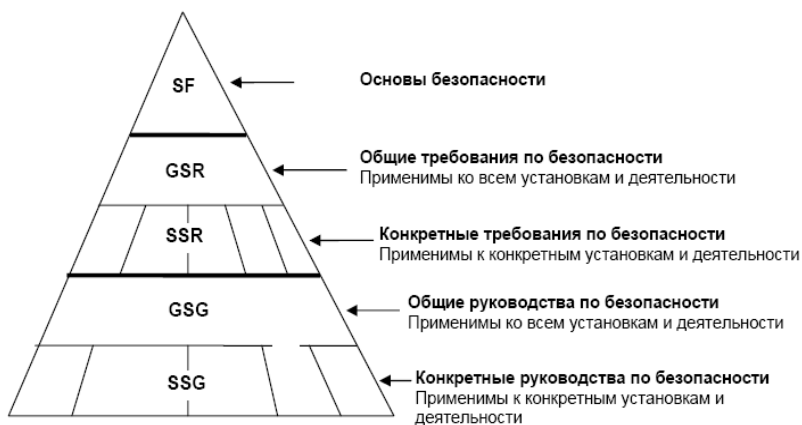 SF
Основы безопасности
GSR
Общие требования по безопасности
Применимы ко всем установкам и деятельности
SSR
Конкретные требования по безопасности
Применимы к конкретным установкам и деятельности
GSG
Общие руководства по безопасности
Применимы ко всем установкам и деятельности
SSG
Конкретные руководства по безопасности
Применимы к конкретным установкам и
деятельности